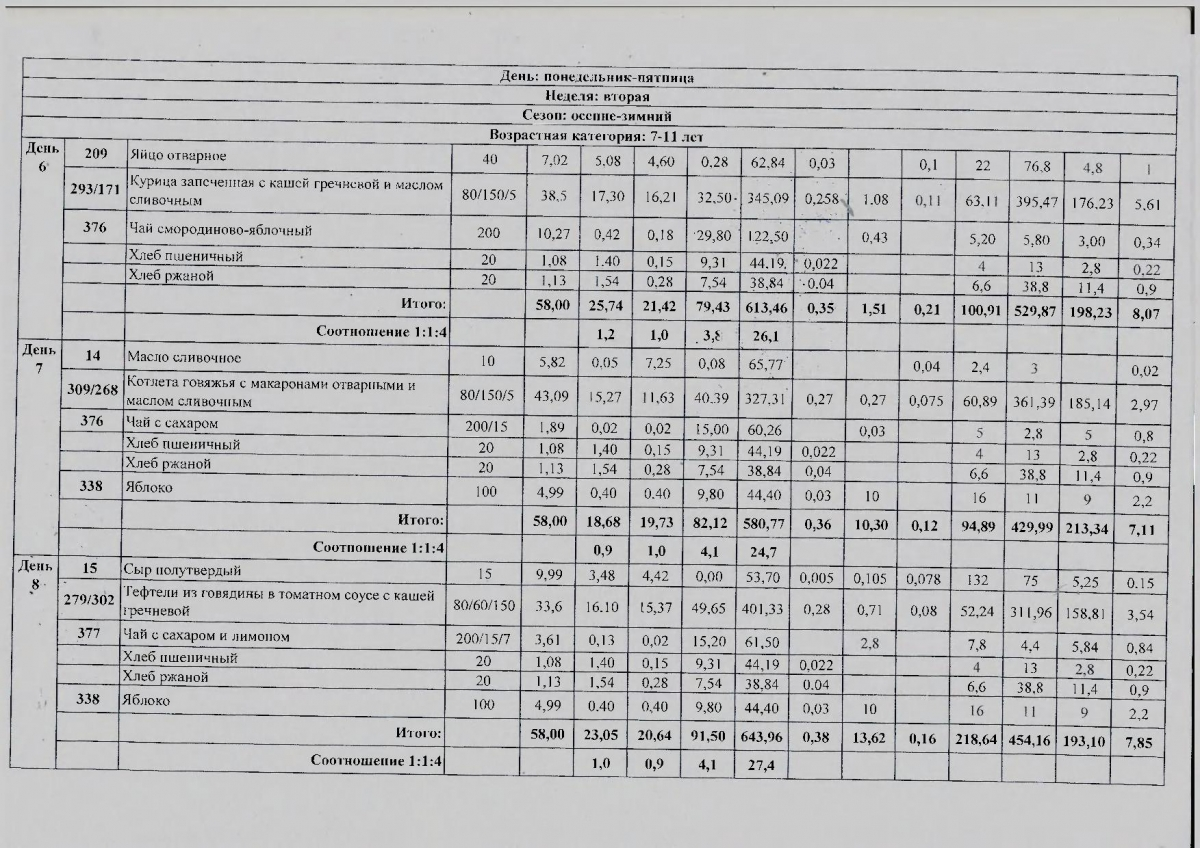 День: понедельник-пятница
Неделя: вторая
Сезон: осенне-зимний
Возрастная категория: 7-11 лет
День 6 209 Яйцо отварное 40 7,02 5,08 4,60 0,28 62,84 0,03 0,1 22 76,8 4,8 1
293/171 Курица запеченная с кашей гречневой и маслом
сливочным 80/150/5 38,5 17,30 16,21 32,50 345,09 0,258 1.08 0,11 63.11 395,47 176.23 5.61
376 Чай смородиново-яблочный 200 10,27 0,42 0,18 29,80 122,50 0,43 5,20 5,80 3,00 0,34
Хлеб пшеничный 20 1,08 1.40 0,15 9,31 44.19. 0,022 4 13 2,8 0,22
Хлеб ржаной 20 1,13 1,54 0,28 7,54 38,84 0.04 6,6 38,8 11,4 0,9
Итого: 58,00 25,74 21,42 79,43 613,46 0,35 1,51 0,21 100,91 529,87 198,23 8,07
Соотношение 1:1:4 1,2 1,0 3,8 26,1
День 7 14 Масло сливочное 10 5,82 0,05 7,25 0,08 65,77 0,04 2,4 3 0,02
309/268 Котлета говяжья с макаронами отварными и
маслом сливочным 80/150/5 43,09 15,27 11,63 40.39 327,31 0,27 0,27 0,075 60,89 361,39 185,14 2,97
376 Чай с сахаром 200/15 1,89 0,02 0,02 15,00 60,26 0,03 5 2,8 5 0,8
Хлеб пшеничный 20 1,08 1,40 0,15 9,31 44,19 0,022 4 13 2,8 0,22
Хлеб ржаной 20 1,13 1,54 0,28 7,54 38,84 0,04 6,6 38,8 11,4 0,9
338 Яблоко 100 4,99 0,40 0.40 9,80 44,40 0,03 10 16 11 9 2,2
Итого: 58,00 18,68 19,73 82,12 580,77 0,36 10,30 0,12 94,89 429,99 213,34 7,11
Соотношение 1:1:4 0,9 1,0 4,1 24,7
День 8 15 Сыр полутвердый 15 9,99 3,48 4,42 0,00 53,70 0,005 0,105 0,078 132 75 5,25 0.15
279/302 Тефтели из говядины в томатном соусе с кашей
гречневой 80/60/150 33,6 16.10 15,37 49,65 401,33 0,28 0,71 0,08 52,24 311,96 158,81 3,54
377 Чай с сахаром и лимоном 200/15/7 3,61 0,13 0,02 15,20 61,50 2,8 7,8 4,4 5,84 0,84
Хлеб пшеничный 20 1,08 1,40 0,15 9,31 44,19 0,022 4 13 2,8 0,22
Хлеб ржаной 20 1,13 1,54 0,28 7,54 38,84 0.04 6,6 38,8 11,4 0,9
338 Яблоко 100 4,99 0.40 0,40 9,80 44,40 0,03 10 16 11 9 2,2
Итого: 58,00 23,05 20,64 91,50 643,96 0,38 13,62 0,16 218,64 454,16 193,10 7,85
Соотношение 1:1:4 1,0 0,9 4,1 27,4